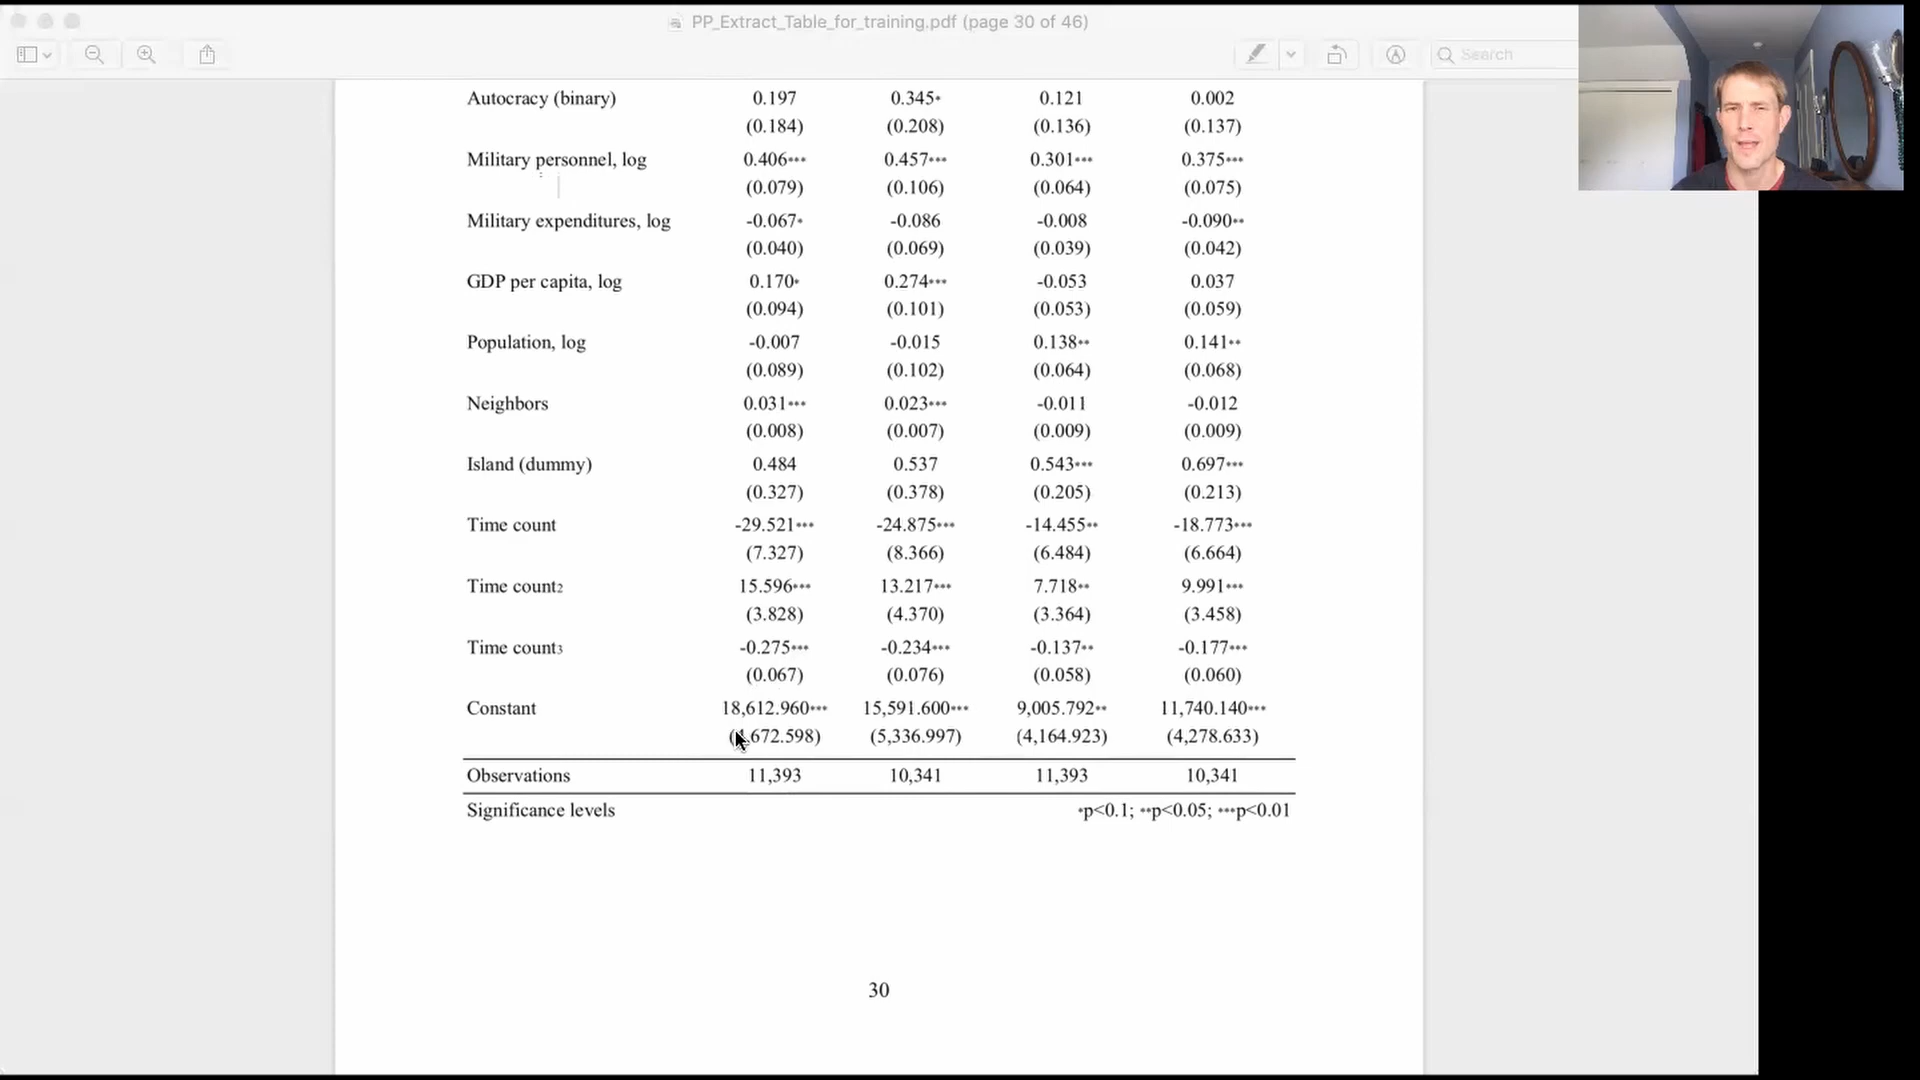 PP_Extract_Table_for_training.pdf (page 30 of 46)
Search
Autocracy (binary) 0.197 0.345* 0.121 0.002
(0.184) (0.208) (0.136) (0.137)
Military personnel, log 0.406*** 0.457*** 0.301*** 0.375***
(0.079) (0.106) (0.064) (0.075)
Military expenditures, log -0.067* -0.086 -0.008 -0.090**
(0.040) (0.069) (0.039) (0.042)
GDP per capita, log 0.170* 0.274*** -0.053 0.037
(0.094) (0.101) (0.053) (0.059)
Population, log -0.007 -0.015 0.138** 0.141**
(0.089) (0.102) (0.064) (0.068)
Neighbors 0.031*** 0.023*** -0.011 -0.012
(0.008) (0.007) (0.009) (0.009)
Island (dummy) 0.484 0.537 0.543*** 0.697***
(0.327) (0.378) (0.205) (0.213)
Time count -29.521*** -24.875*** -14.455** -18.773***
(7.327) (8.366) (6.484) (6.664)
Time count2 15.596*** 13.217*** 7.718** 9.991***
(3.828) (4.370) (3.364) (3.458)
Time count3 -0.275*** -0.234*** -0.137** -0.177***
(0.067) (0.076) (0.058) (0.060)
Constant 18,612.960*** 15,591.600*** 9,005.792** 11,740.140***
(5,336.997) (4,164.923) (4,278.633)
Observations 11,393 10,341 11,393 10,341
Significance levels *p<0.1; **p<0.05; ***p<0.01
30